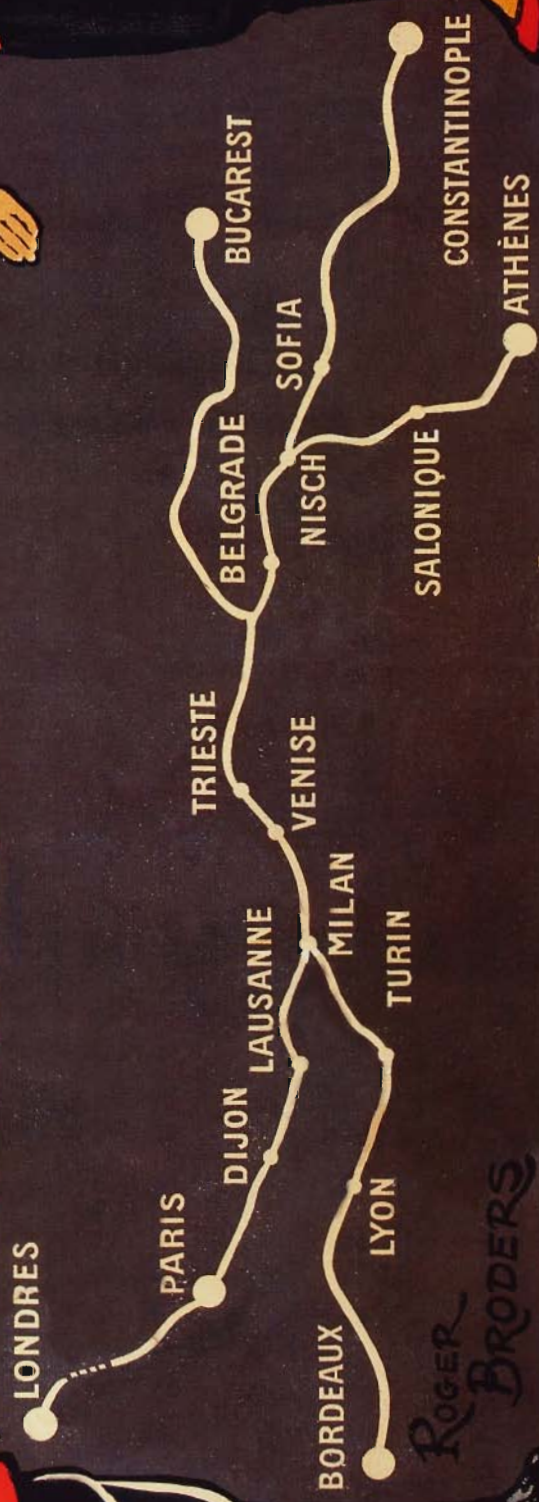 LONDRES
PARIS
DIJON
LAUSANNE
MILAN
TURIN
LYON
BORDEAUX
VENISE
TRIESTE
BELGRADE
NISCH
SOFIA
BUCAREST
CONSTANTINOPLE
SALONIQUE
ATHÈNES
ROGER
BRODERS